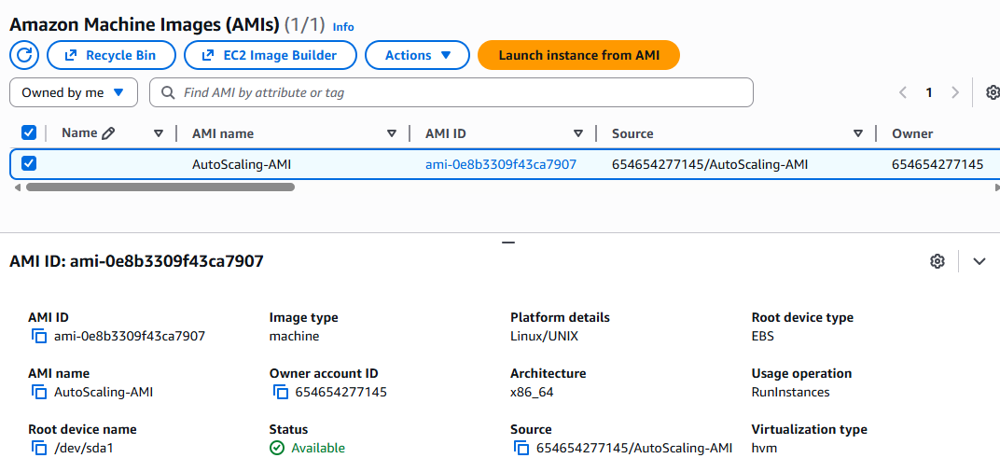 Amazon Machine Images (AMIs) (1/1) Info
Recycle Bin EC2 Image Builder Actions Launch instance from AMI
Owned by me Find AMI by attribute or tag 1
Name AMI name AMI ID Source Owner
AutoScaling-AMI ami-0e8b3309f43ca7907 654654277145/AutoScaling-AMI 654654277145
AMI ID: ami-0e8b3309f43ca7907
AMI ID Image type Platform details Root device type
ami-0e8b3309f43ca7907 machine Linux/UNIX EBS
AMI name Owner account ID Architecture Usage operation
AutoScaling-AMI 654654277145 x86_64 RunInstances
Root device name Status Source Virtualization type
/dev/sda1 Available 654654277145/AutoScaling-AMI hvm